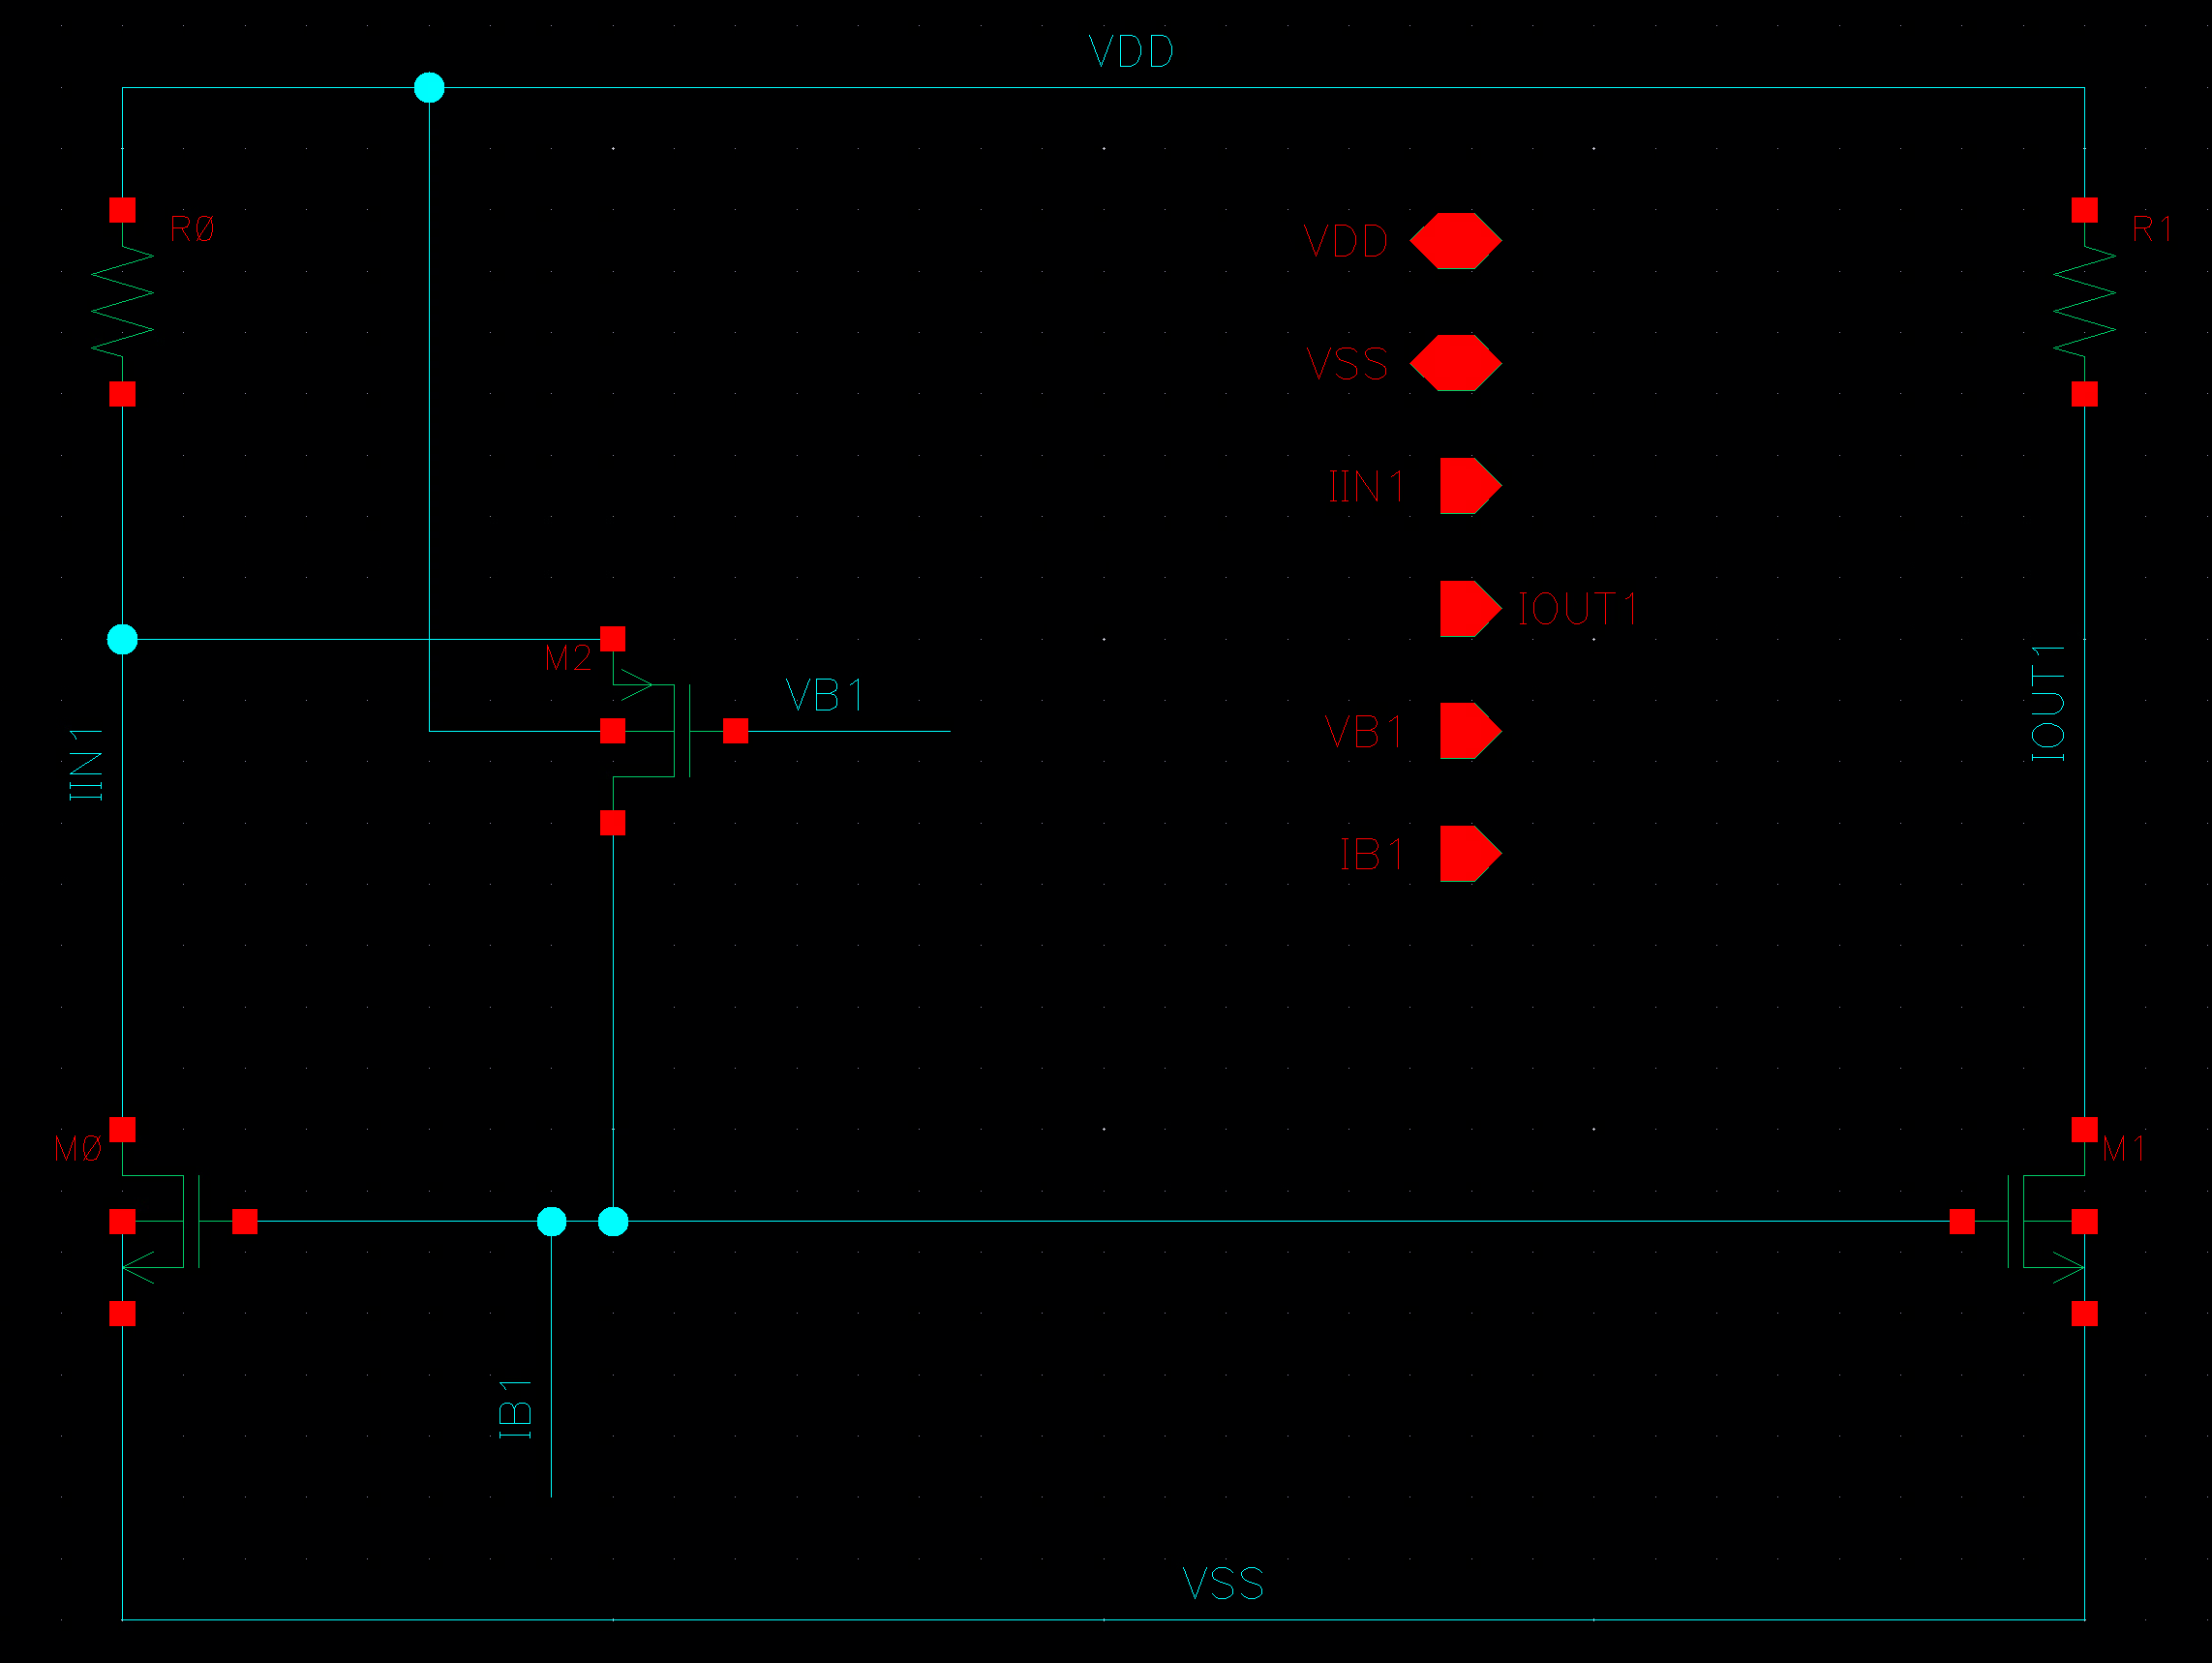 VDD
RØ
R1
VDD
VSS
IIN1
IOUT1
M2
VB1
VB1
IIN1
IOUT1
IB1
MØ
M1
IB1
VSS